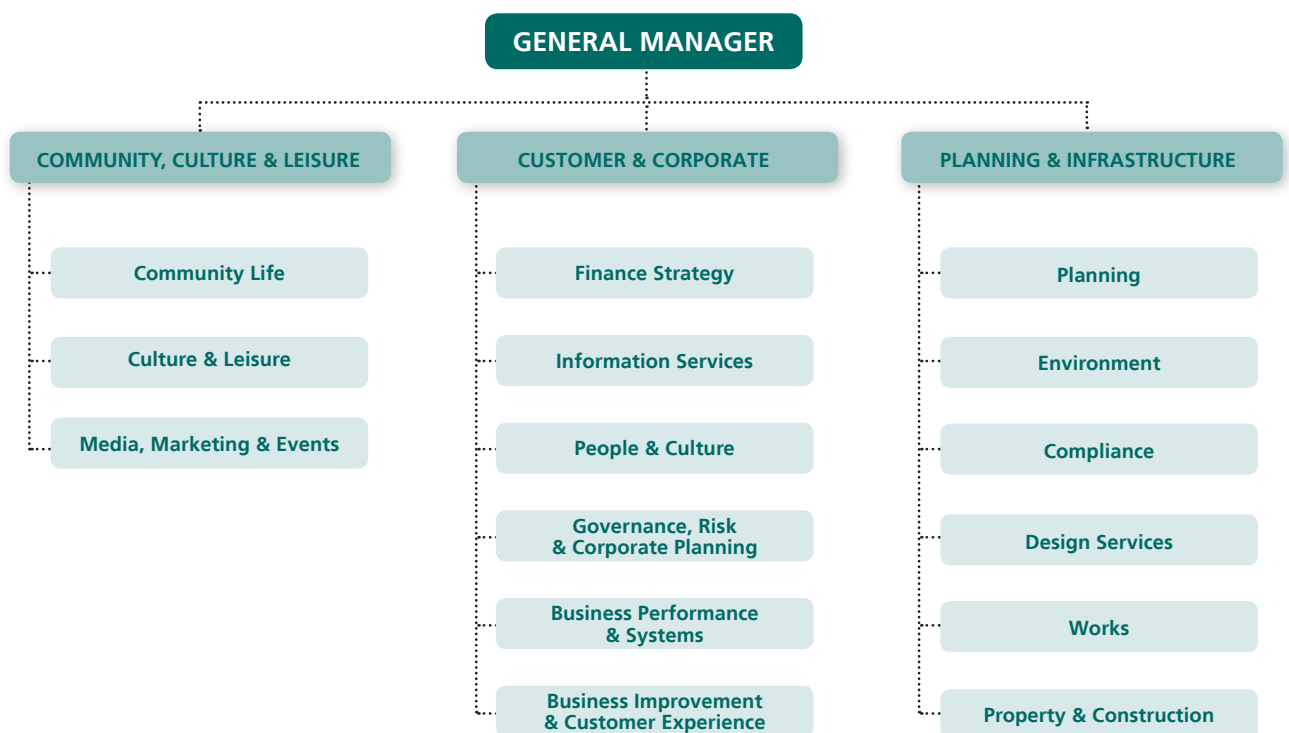 GENERAL MANAGER
COMMUNITY, CULTURE & LEISURE
Community Life
Culture & Leisure
Media, Marketing & Events
CUSTOMER & CORPORATE
Finance Strategy
Information Services
People & Culture
Governance, Risk
& Corporate Planning
Business Performance
& Systems
Business Improvement
& Customer Experience
PLANNING & INFRASTRUCTURE
Planning
Environment
Compliance
Design Services
Works
Property & Construction